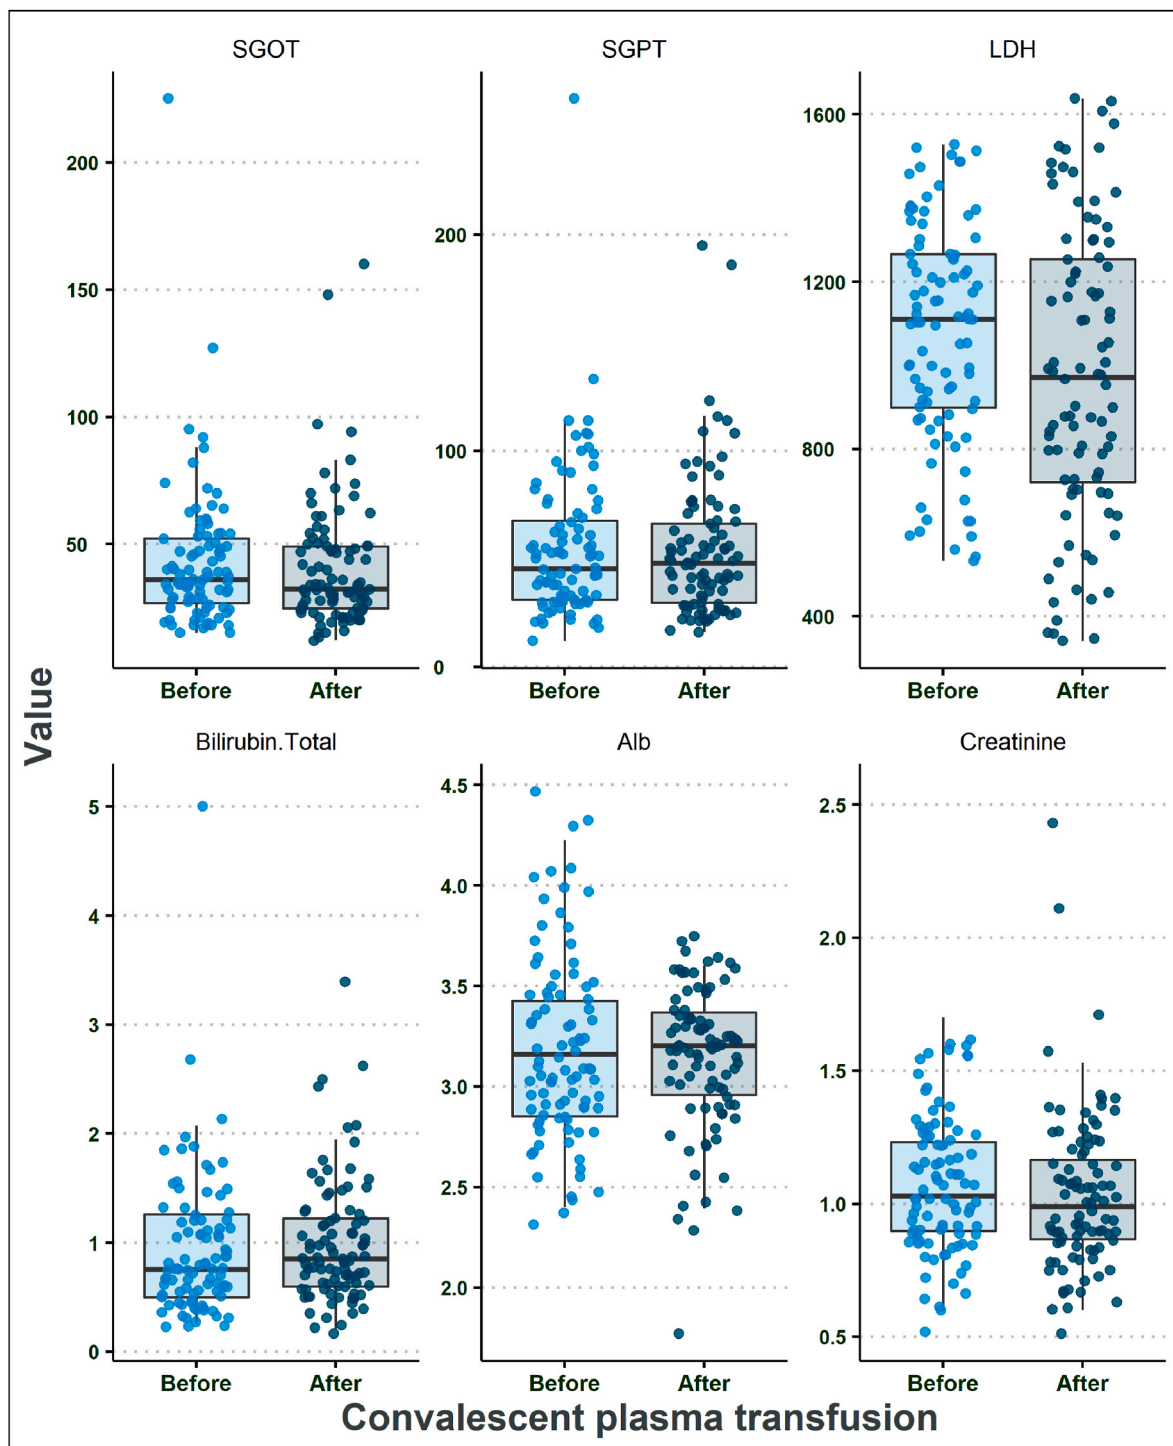 SGOT
SGPT
LDH
200
150
100
50
200
100
0
1600
1200
800
400
Before
After
Before
After
Before
After
Value
Bilirubin.Total
Alb
Creatinine
5
4
3
2
1
0
4.5
4.0
3.5
3.0
2.5
2.0
2.5
2.0
1.5
1.0
0.5
Before
After
Before
After
Before
After
Convalescent plasma transfusion